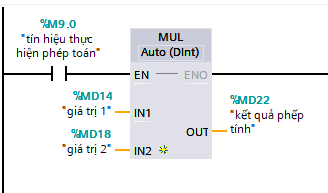 %M9.0
"tín hiệu thực
hiện phép toán"
MUL
Auto (DInt)
EN
ENO
%MD14
"giá trị 1"
IN1
%MD22
"kết quả phếp
tính"
OUT
%MD18
"giá trị 2"
IN2